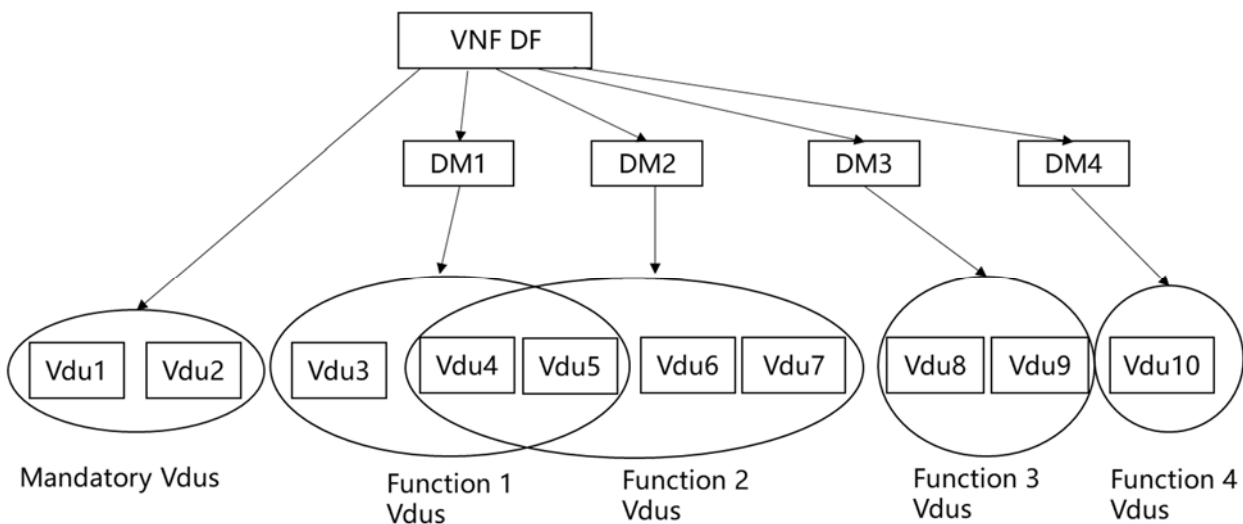 VNF DF
DM1
DM2
DM3
DM4
Vdu1
Vdu2
Vdu3
Vdu4
Vdu5
Vdu6
Vdu7
Vdu8
Vdu9
Vdu10
Mandatory Vdus
Function 1
Vdus
Function 2
Vdus
Function 3
Vdus
Function 4
Vdus